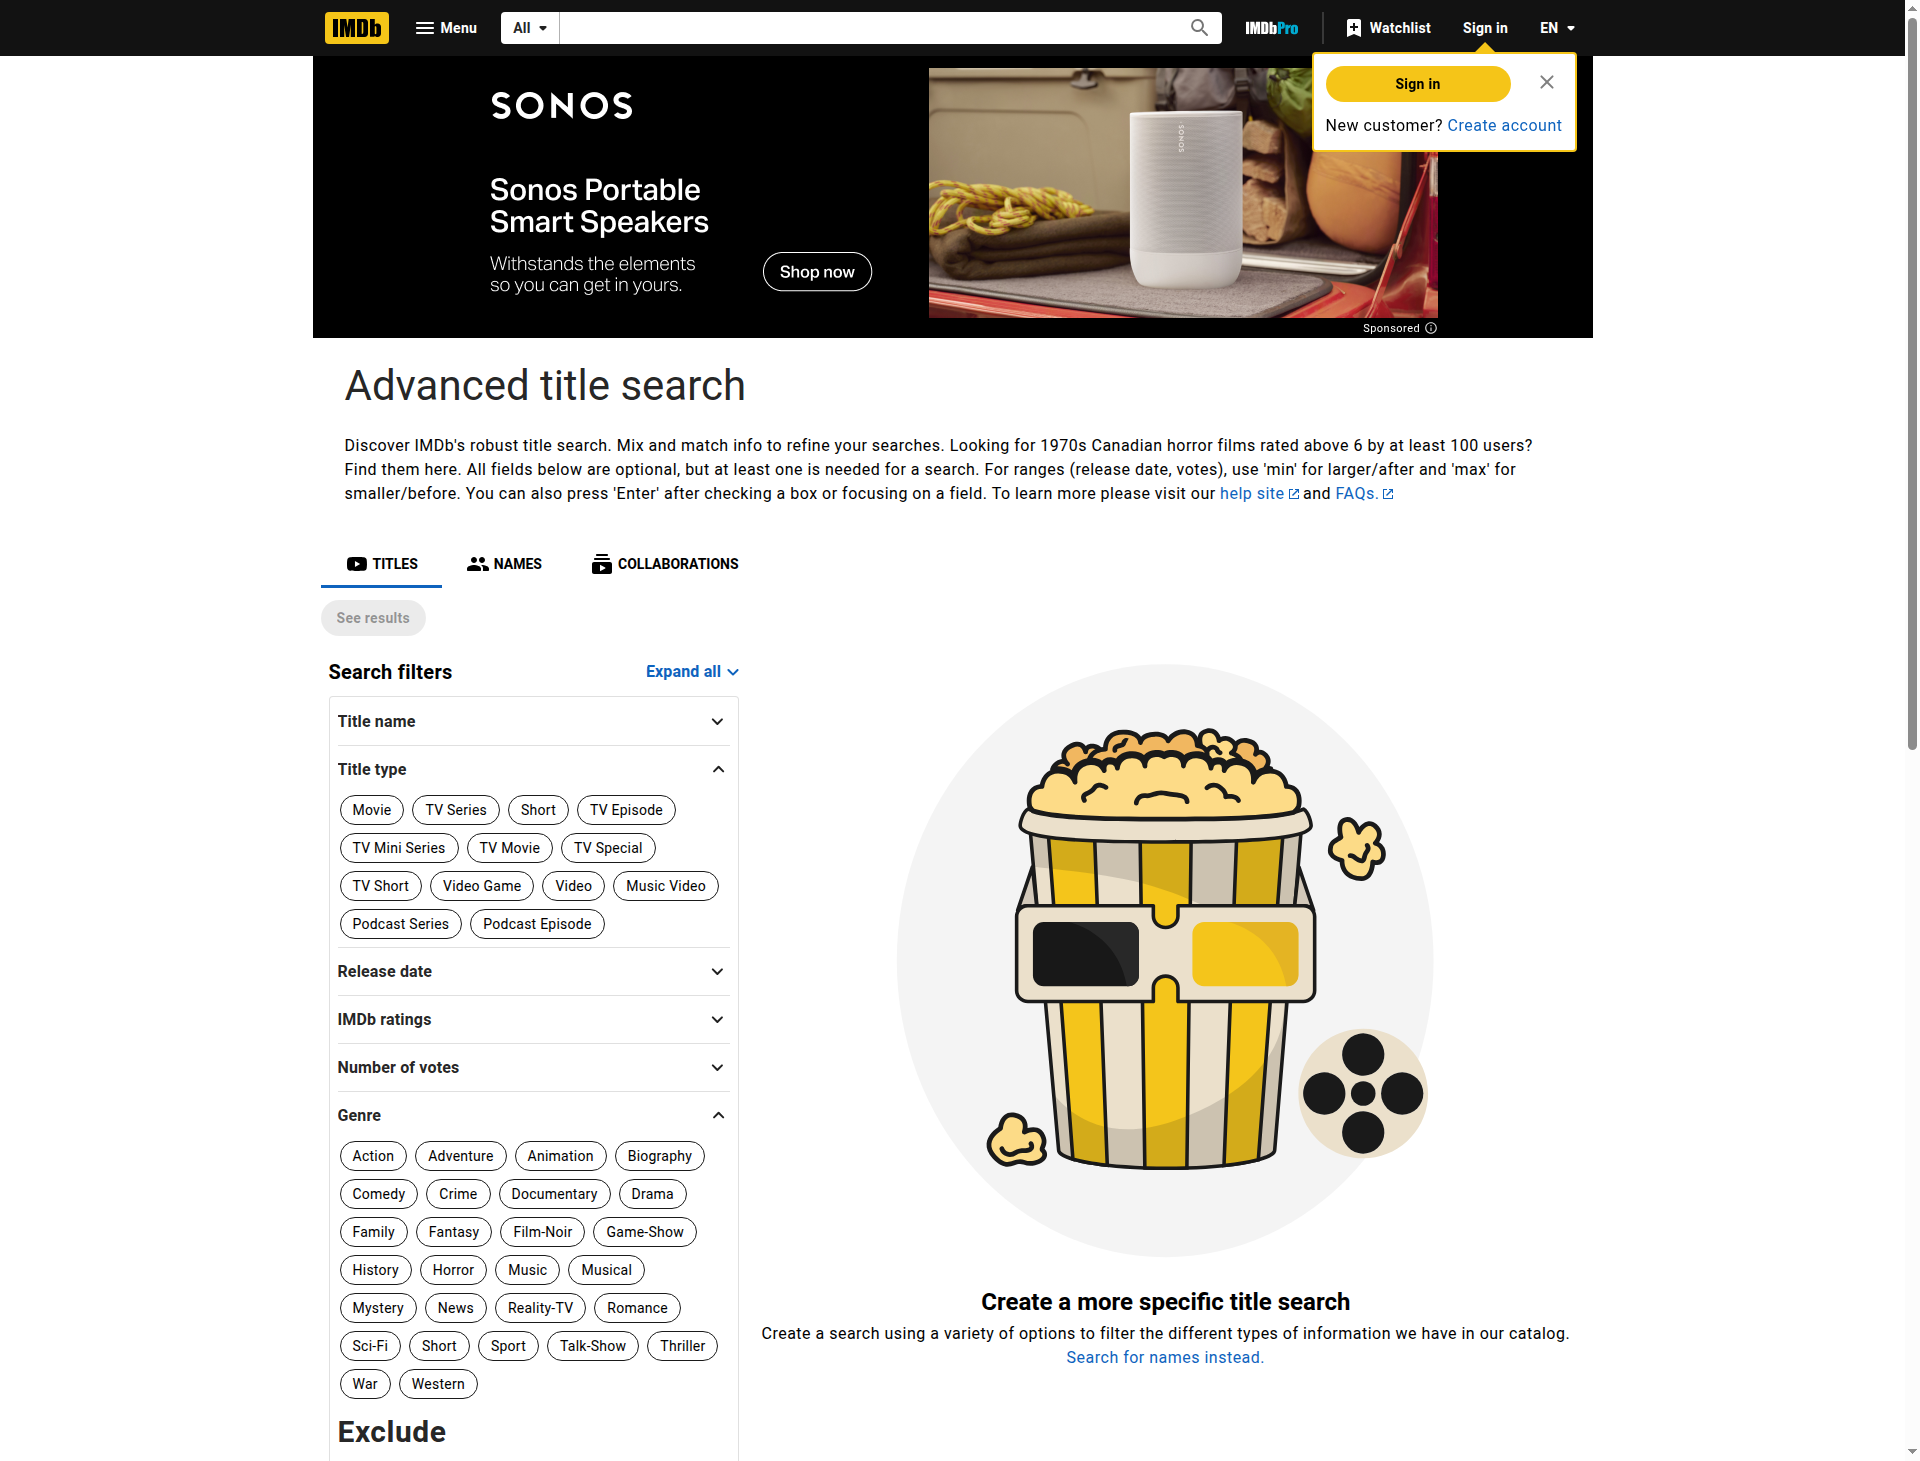 IMDb
Menu
All
IMDbPro
Watchlist
Sign in
EN
Sign in
New customer? Create account
SONOS
Sonos Portable
Smart Speakers
Withstands the elements
so you can get in yours.
Shop now
SONOS
Sponsored
Advanced title search
Discover IMDb's robust title search. Mix and match info to refine your searches. Looking for 1970s Canadian horror films rated above 6 by at least 100 users?
Find them here. All fields below are optional, but at least one is needed for a search. For ranges (release date, votes), use 'min' for larger/after and 'max' for
smaller/before. You can also press 'Enter' after checking a box or focusing on a field. To learn more please visit our help site and FAQs.
TITLES
NAMES
COLLABORATIONS
See results
Search filters
Expand all
Title name
Title type
Movie TV Series Short TV Episode
TV Mini Series TV Movie TV Special
TV Short Video Game Video Music Video
Podcast Series Podcast Episode
Release date
IMDb ratings
Number of votes
Genre
Action Adventure Animation Biography
Comedy Crime Documentary Drama
Family Fantasy Film-Noir Game-Show
History Horror Music Musical
Mystery News Reality-TV Romance
Sci-Fi Short Sport Talk-Show Thriller
War Western
Exclude
Create a more specific title search
Create a search using a variety of options to filter the different types of information we have in our catalog.
Search for names instead.